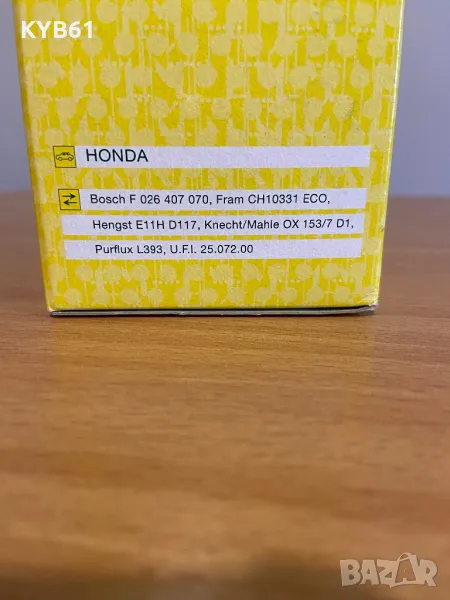 KYB61
HONDA
Bosch F 026 407 070, Fram CH10331 ECO,
Hengst E11H D117, Knecht/Mahle OX 153/7 D1,
Purflux L393, U.F.I. 25.072.00
BAZAR